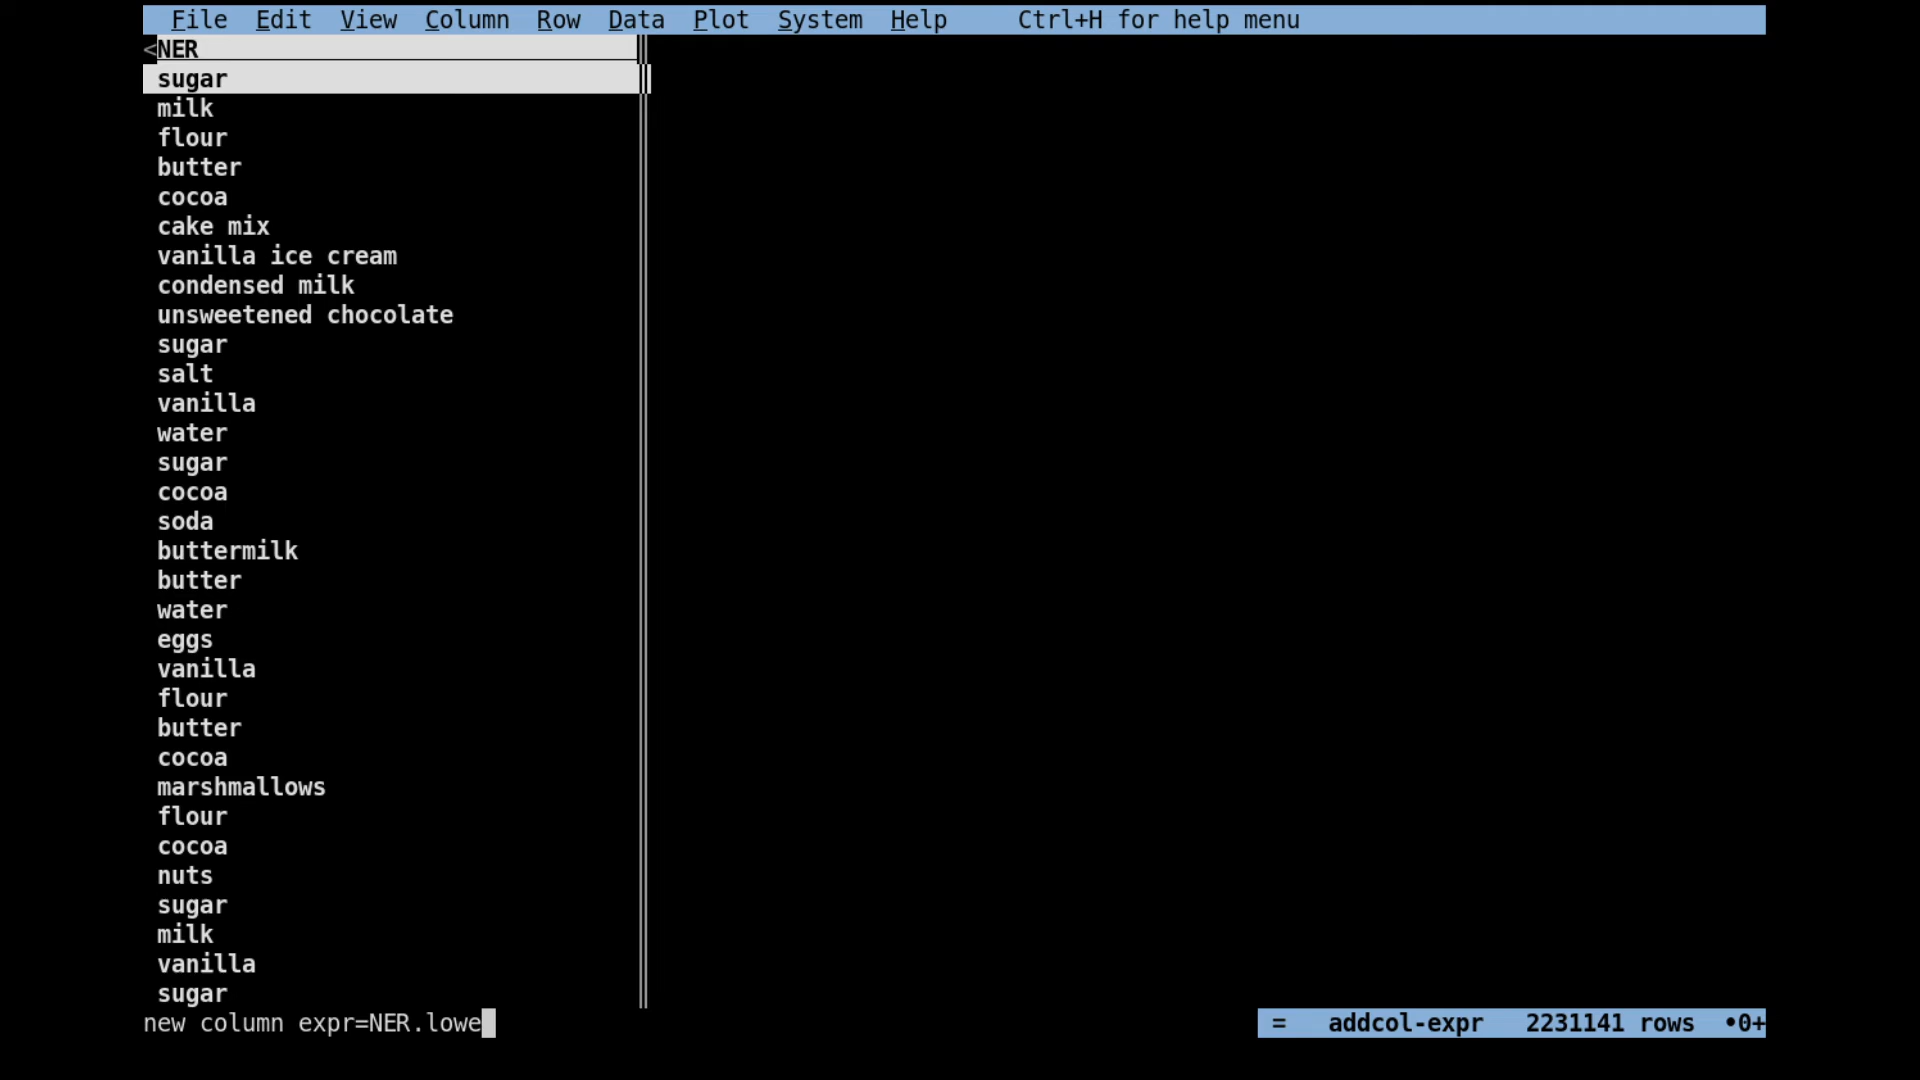 File Edit View Column Row Data Plot System Help Ctrl+H for help menu
<NER
sugar
milk
flour
butter
cocoa
cake mix
vanilla ice cream
condensed milk
unsweetened chocolate
sugar
salt
vanilla
water
sugar
cocoa
soda
buttermilk
butter
water
eggs
vanilla
flour
butter
cocoa
marshmallows
flour
cocoa
nuts
sugar
milk
vanilla
sugar
new column expr=NER.lowe = addcol-expr 2231141 rows •0+